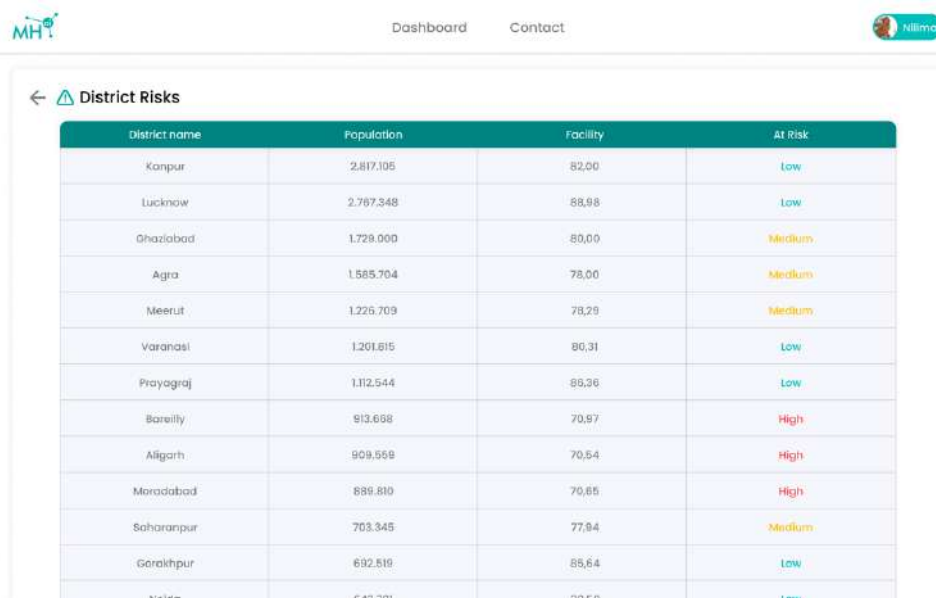 MH
Dashboard Contact Nilima
District Risks
District name Population Facility At Risk
Kanpur 2.817.105 82,00 Low
Lucknow 2.767.348 88,98 Low
Ghaziabad 1.729.000 80,00 Medium
Agra 1.585.704 78,00 Medium
Meerut 1.226.709 78,29 Medium
Varanasi 1.201.815 80,31 Low
Prayagraj 1.112.544 86,36 Low
Bareilly 913.668 70,97 High
Aligarh 909.559 70,54 High
Moradabad 889.810 70,65 High
Saharanpur 703.345 77,94 Medium
Gorakhpur 692.519 85,64 Low
Low